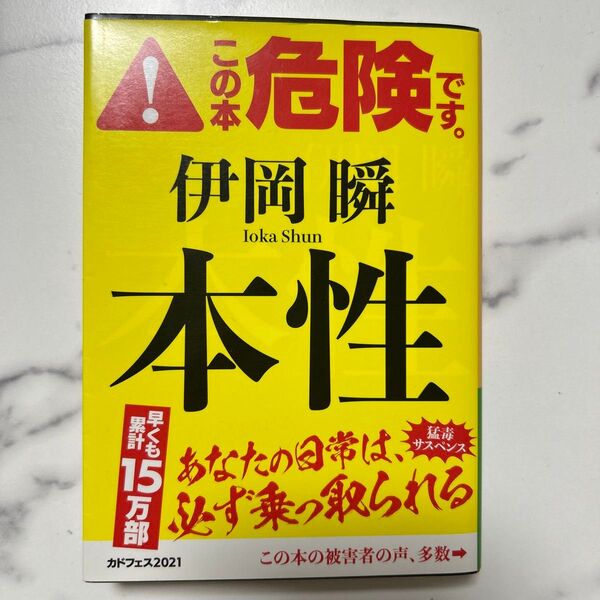 この本
危険
です。
伊岡 瞬
Ioka Shun
本性
早くも
累計
15万部
あなたの日常は、
必ず乗っ取られる
猛毒
サスペンス
カドフェス2021
この本の被害者の声、多数➡